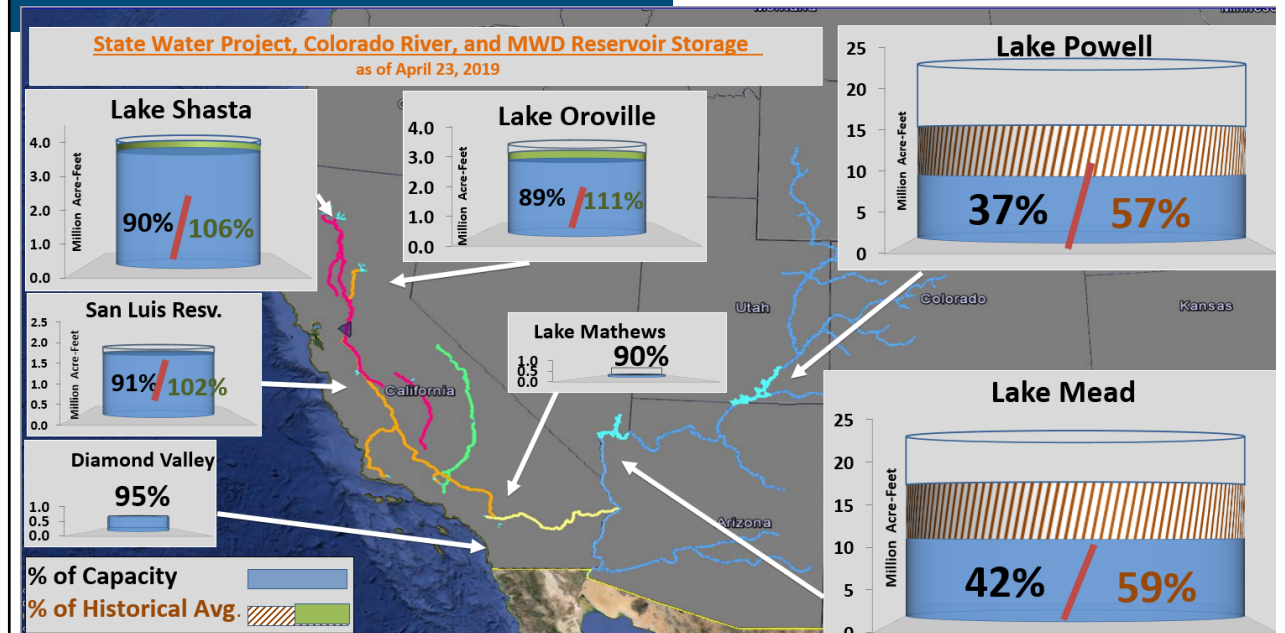 State Water Project, Colorado River, and MWD Reservoir Storage
as of April 23, 2019
Lake Shasta
4.0
3.0
2.0
1.0
0.0
Million Acre-Feet
90%
106%
Lake Oroville
4.0
3.0
2.0
1.0
0.0
Million Acre-Feet
89%
111%
Lake Powell
25
20
15
10
5
0
Million Acre-Feet
37%
57%
San Luis Resv.
2.5
2.0
1.5
1.0
0.5
0.0
Million Acre-Feet
91%
102%
Lake Mathews
90%
1.0
0.5
0.0
Diamond Valley
95%
1.0
0.5
0.0
Lake Mead
25
20
15
10
5
0
Million Acre-Feet
42%
59%
California
Utah
Colorado
Kansas
Arizona
% of Capacity
% of Historical Avg.